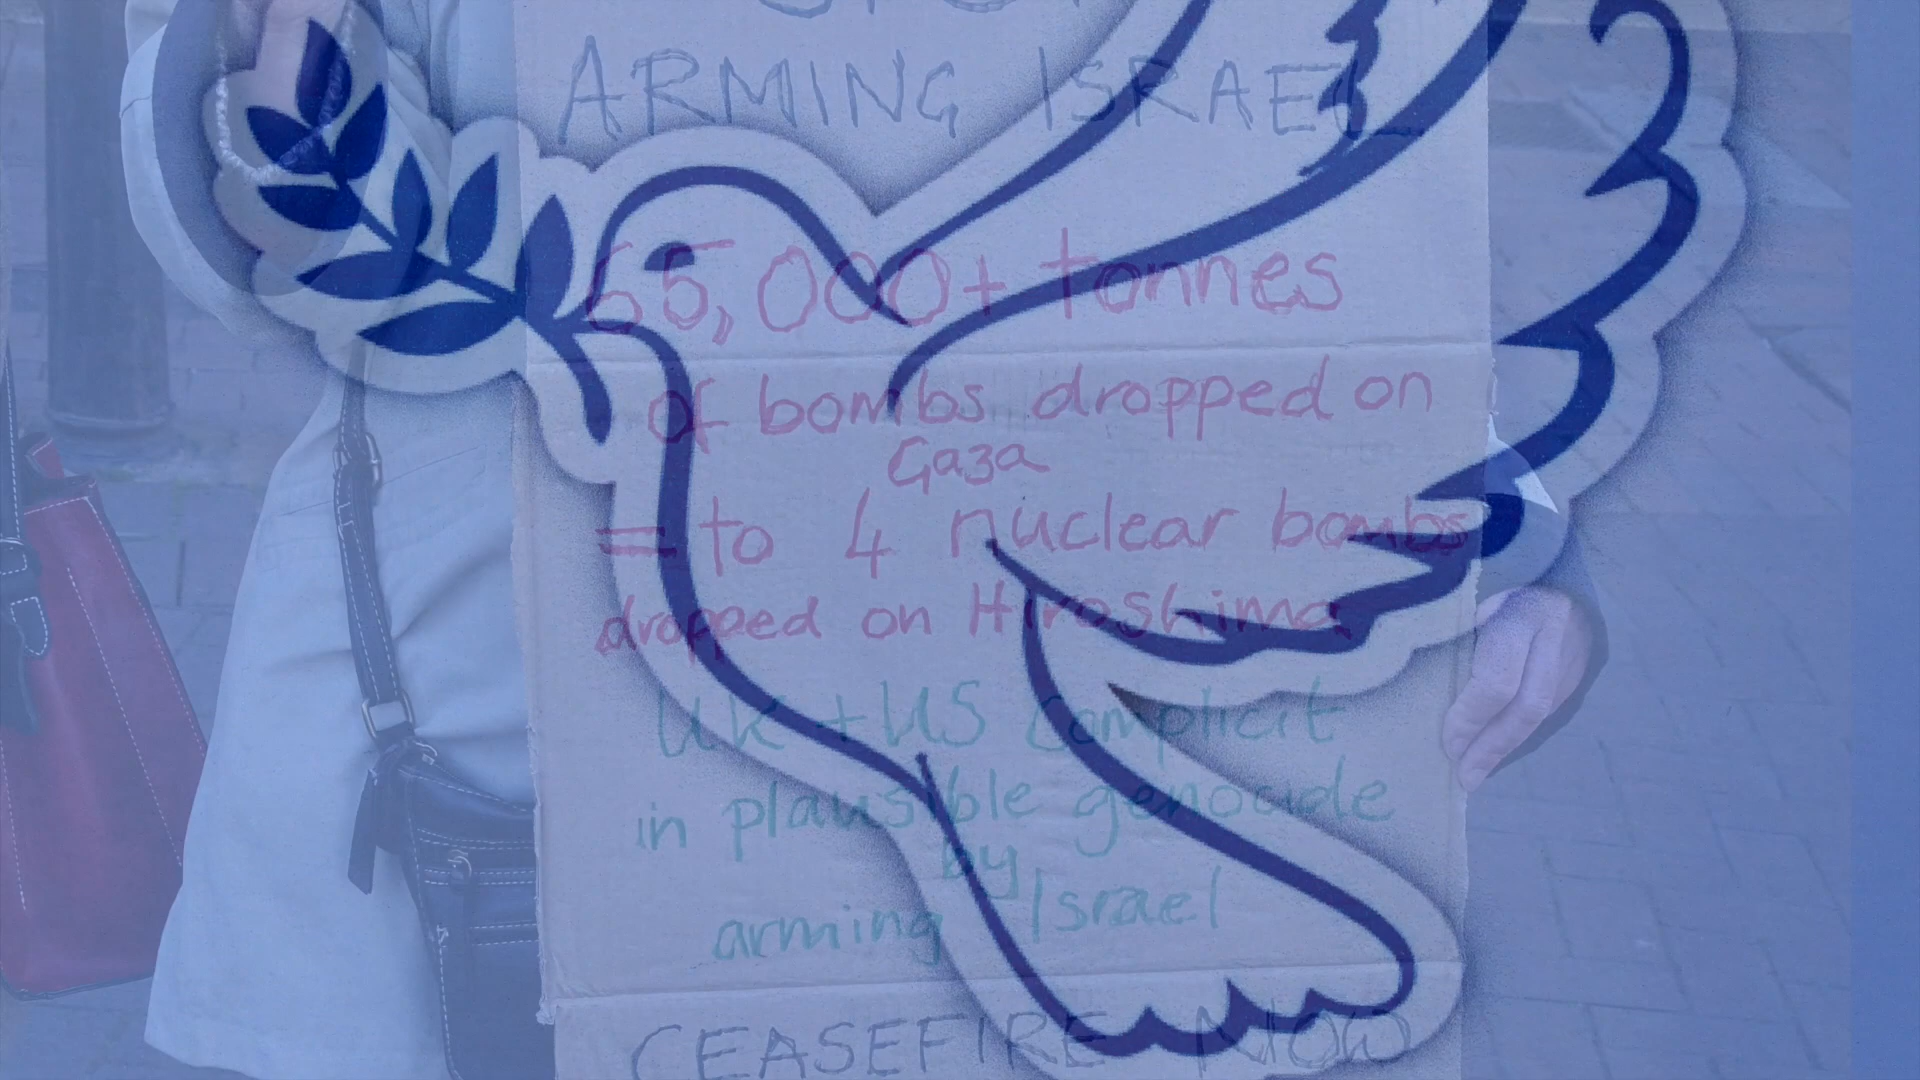 ARMING ISRAEL
65,000+ tonnes
of bombs dropped on
Gaza
= to 4 nuclear bombs
dropped on Hiroshima
UK + US complicit
in plausible genocide
by
arming Israel
CEASEFIRE NOW